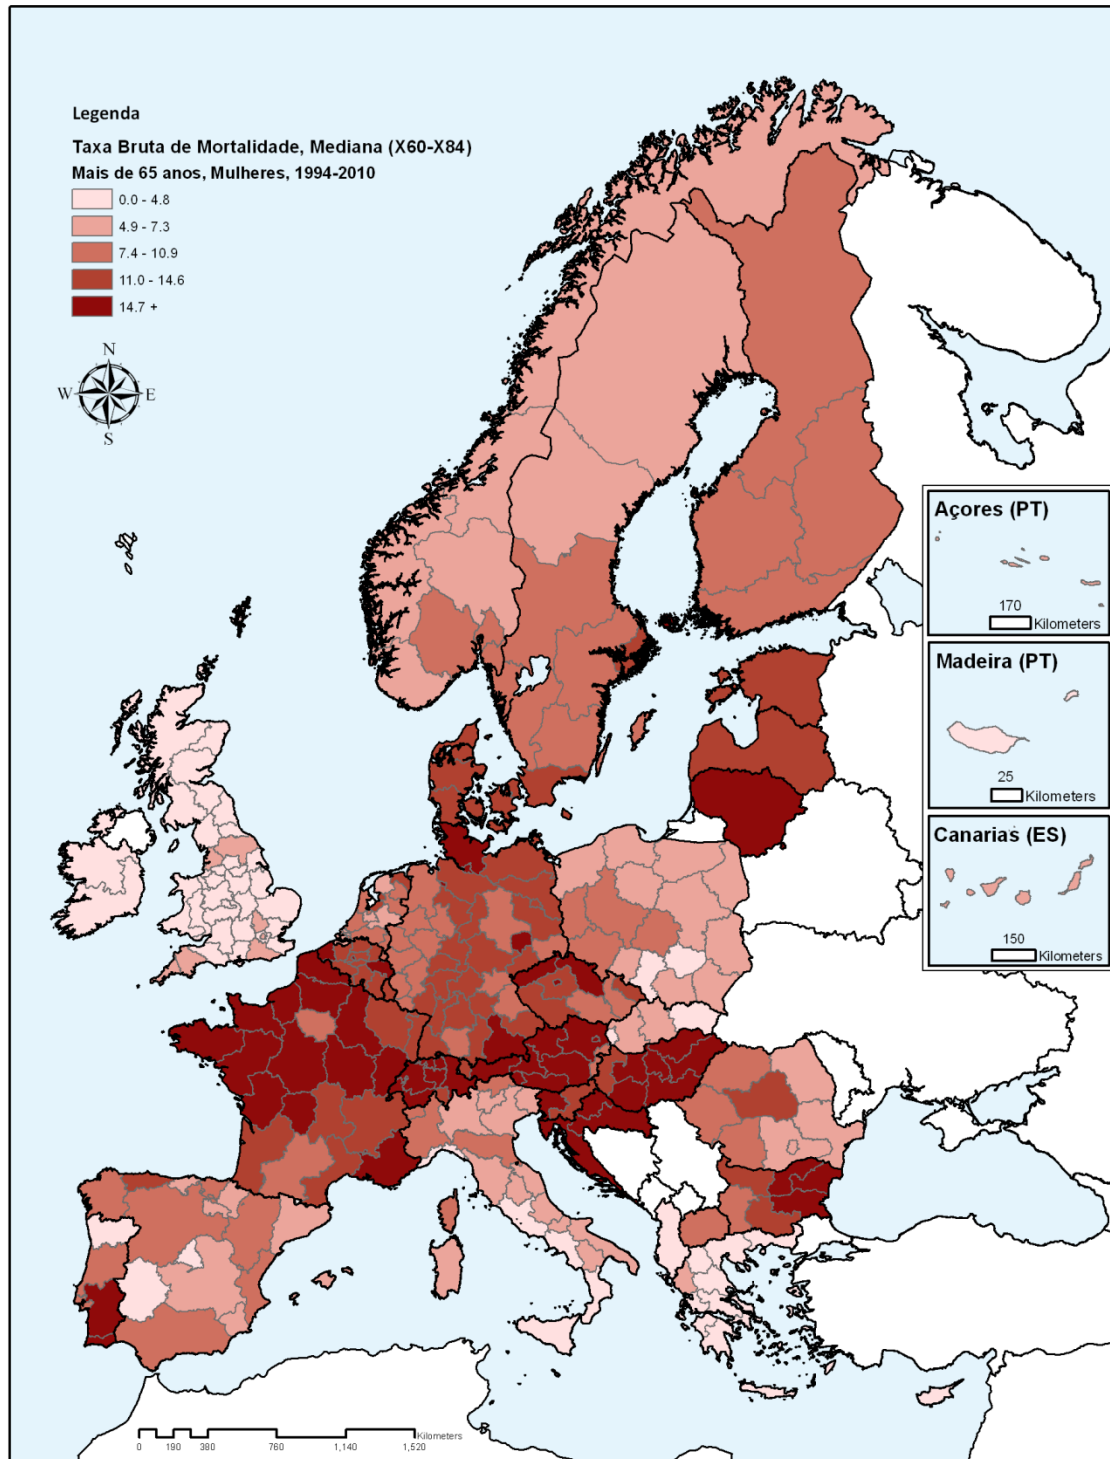 Legenda
Taxa Bruta de Mortalidade, Mediana (X60-X84)
Mais de 65 anos, Mulheres, 1994-2010
0.0 - 4.8
4.9 - 7.3
7.4 - 10.9
11.0 - 14.6
14.7 +
N
W E
S
Açores (PT)
170
Kilometers
Madeira (PT)
25
Kilometers
Canarias (ES)
150
Kilometers
Kilometers
0 190 380 760 1,140 1,520